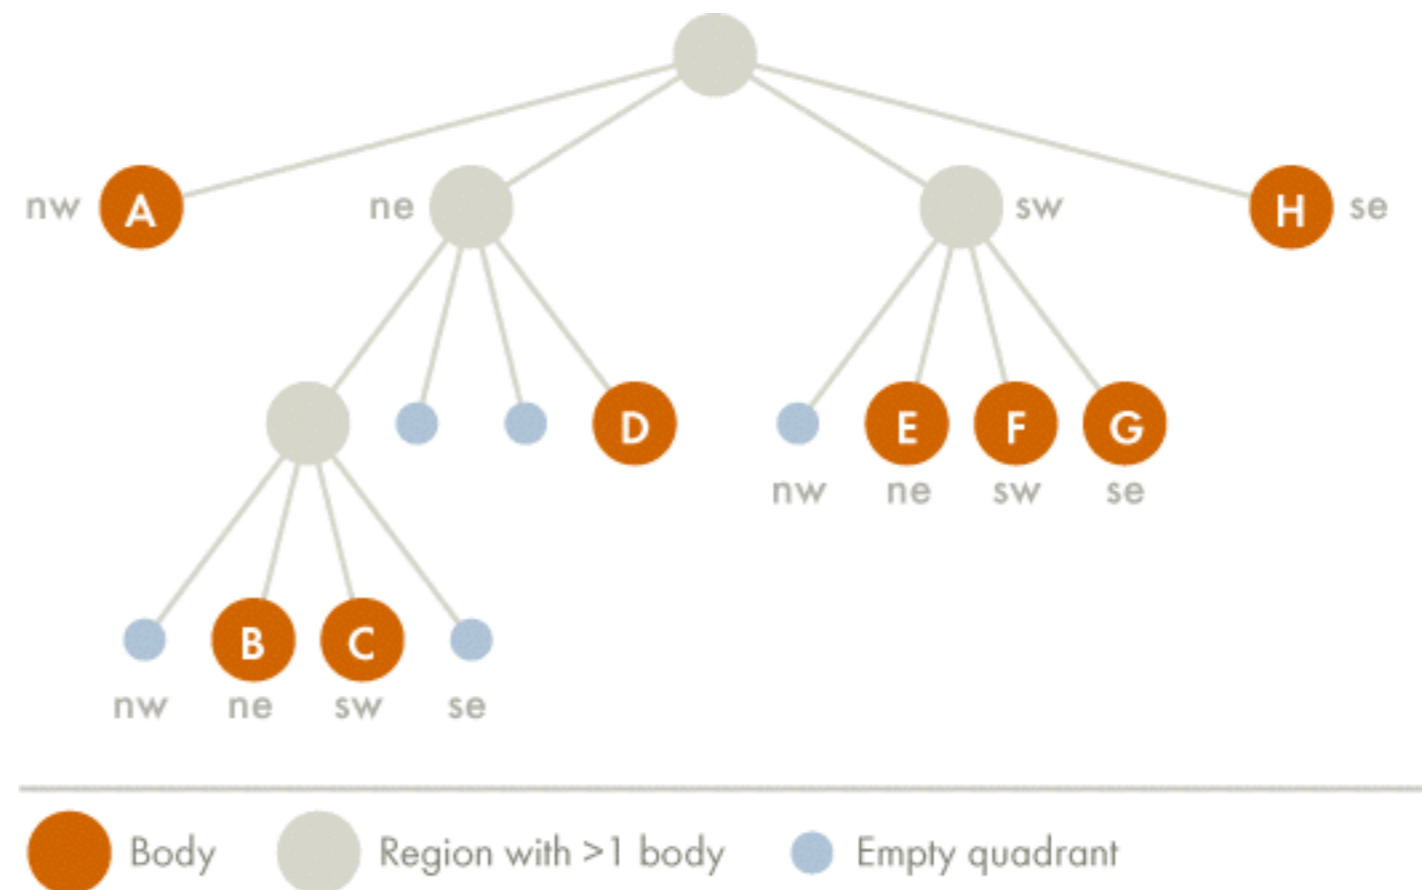 nw A ne sw H se
D E F G
nw ne sw se
B C
nw ne sw se
Body Region with >1 body Empty quadrant